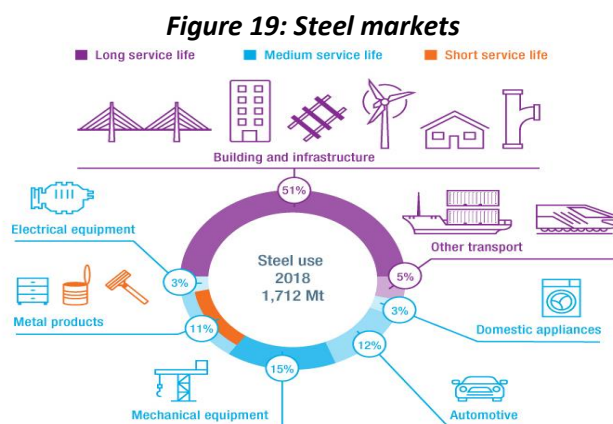 Figure 19: Steel markets
Long service life Medium service life Short service life
Building and infrastructure
51%
Electrical equipment
Other transport
Steel use
2018
1,712 Mt
3%
5%
Metal products
11%
3%
Domestic appliances
15%
12%
Mechanical equipment
Automotive